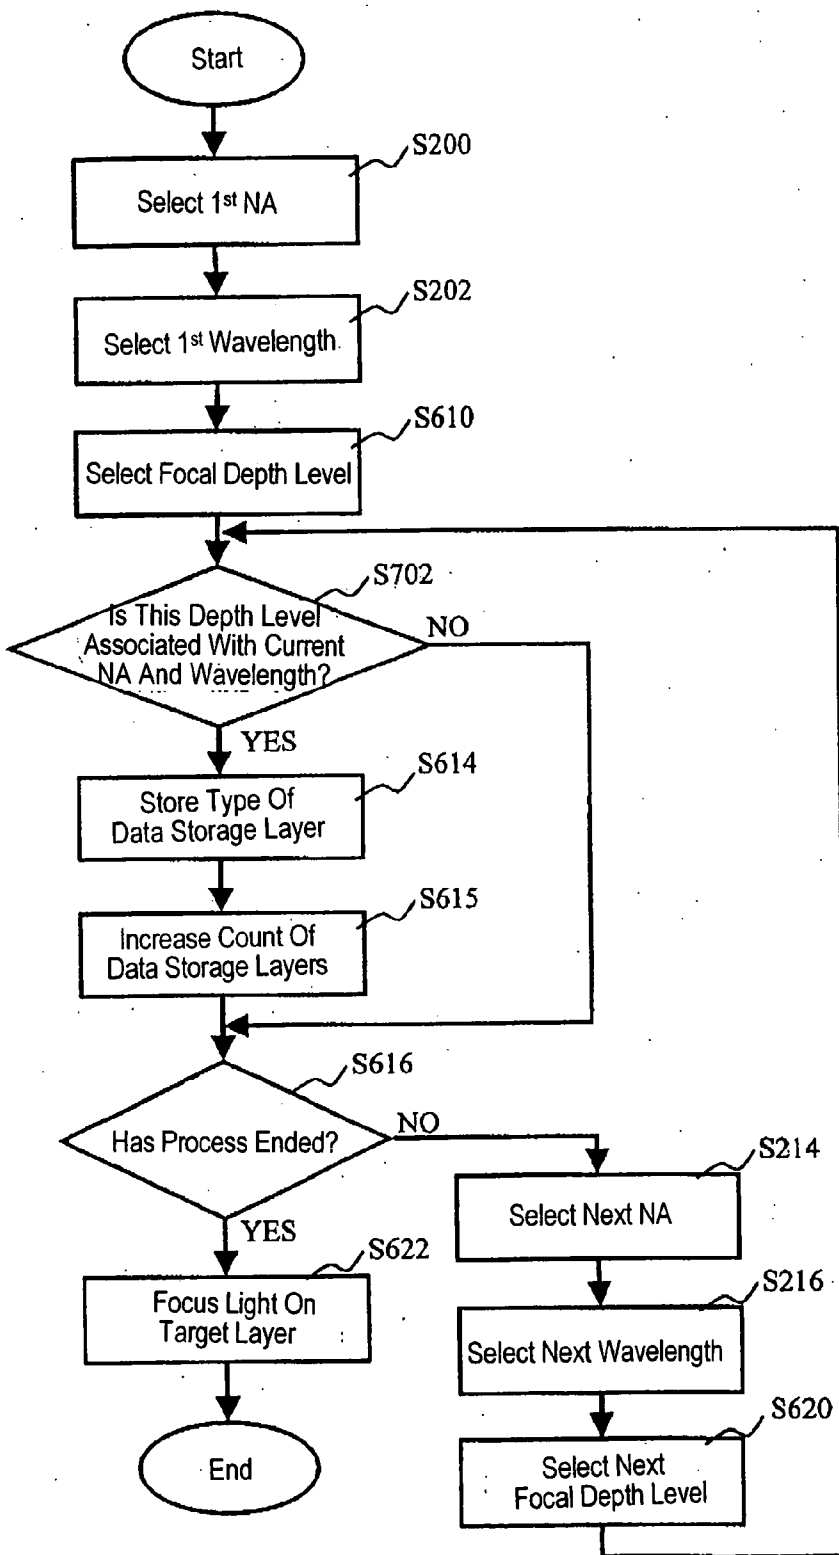 Start
S200
Select 1st NA
S202
Select 1st Wavelength
S610
Select Focal Depth Level
S702
Is This Depth Level
Associated With Current
NA And Wavelength?
NO
YES
S614
Store Type Of
Data Storage Layer
S615
Increase Count Of
Data Storage Layers
S616
Has Process Ended?
NO
YES
S214
Select Next NA
S622
Focus Light On
Target Layer
S216
Select Next Wavelength
S620
Select Next
Focal Depth Level
End